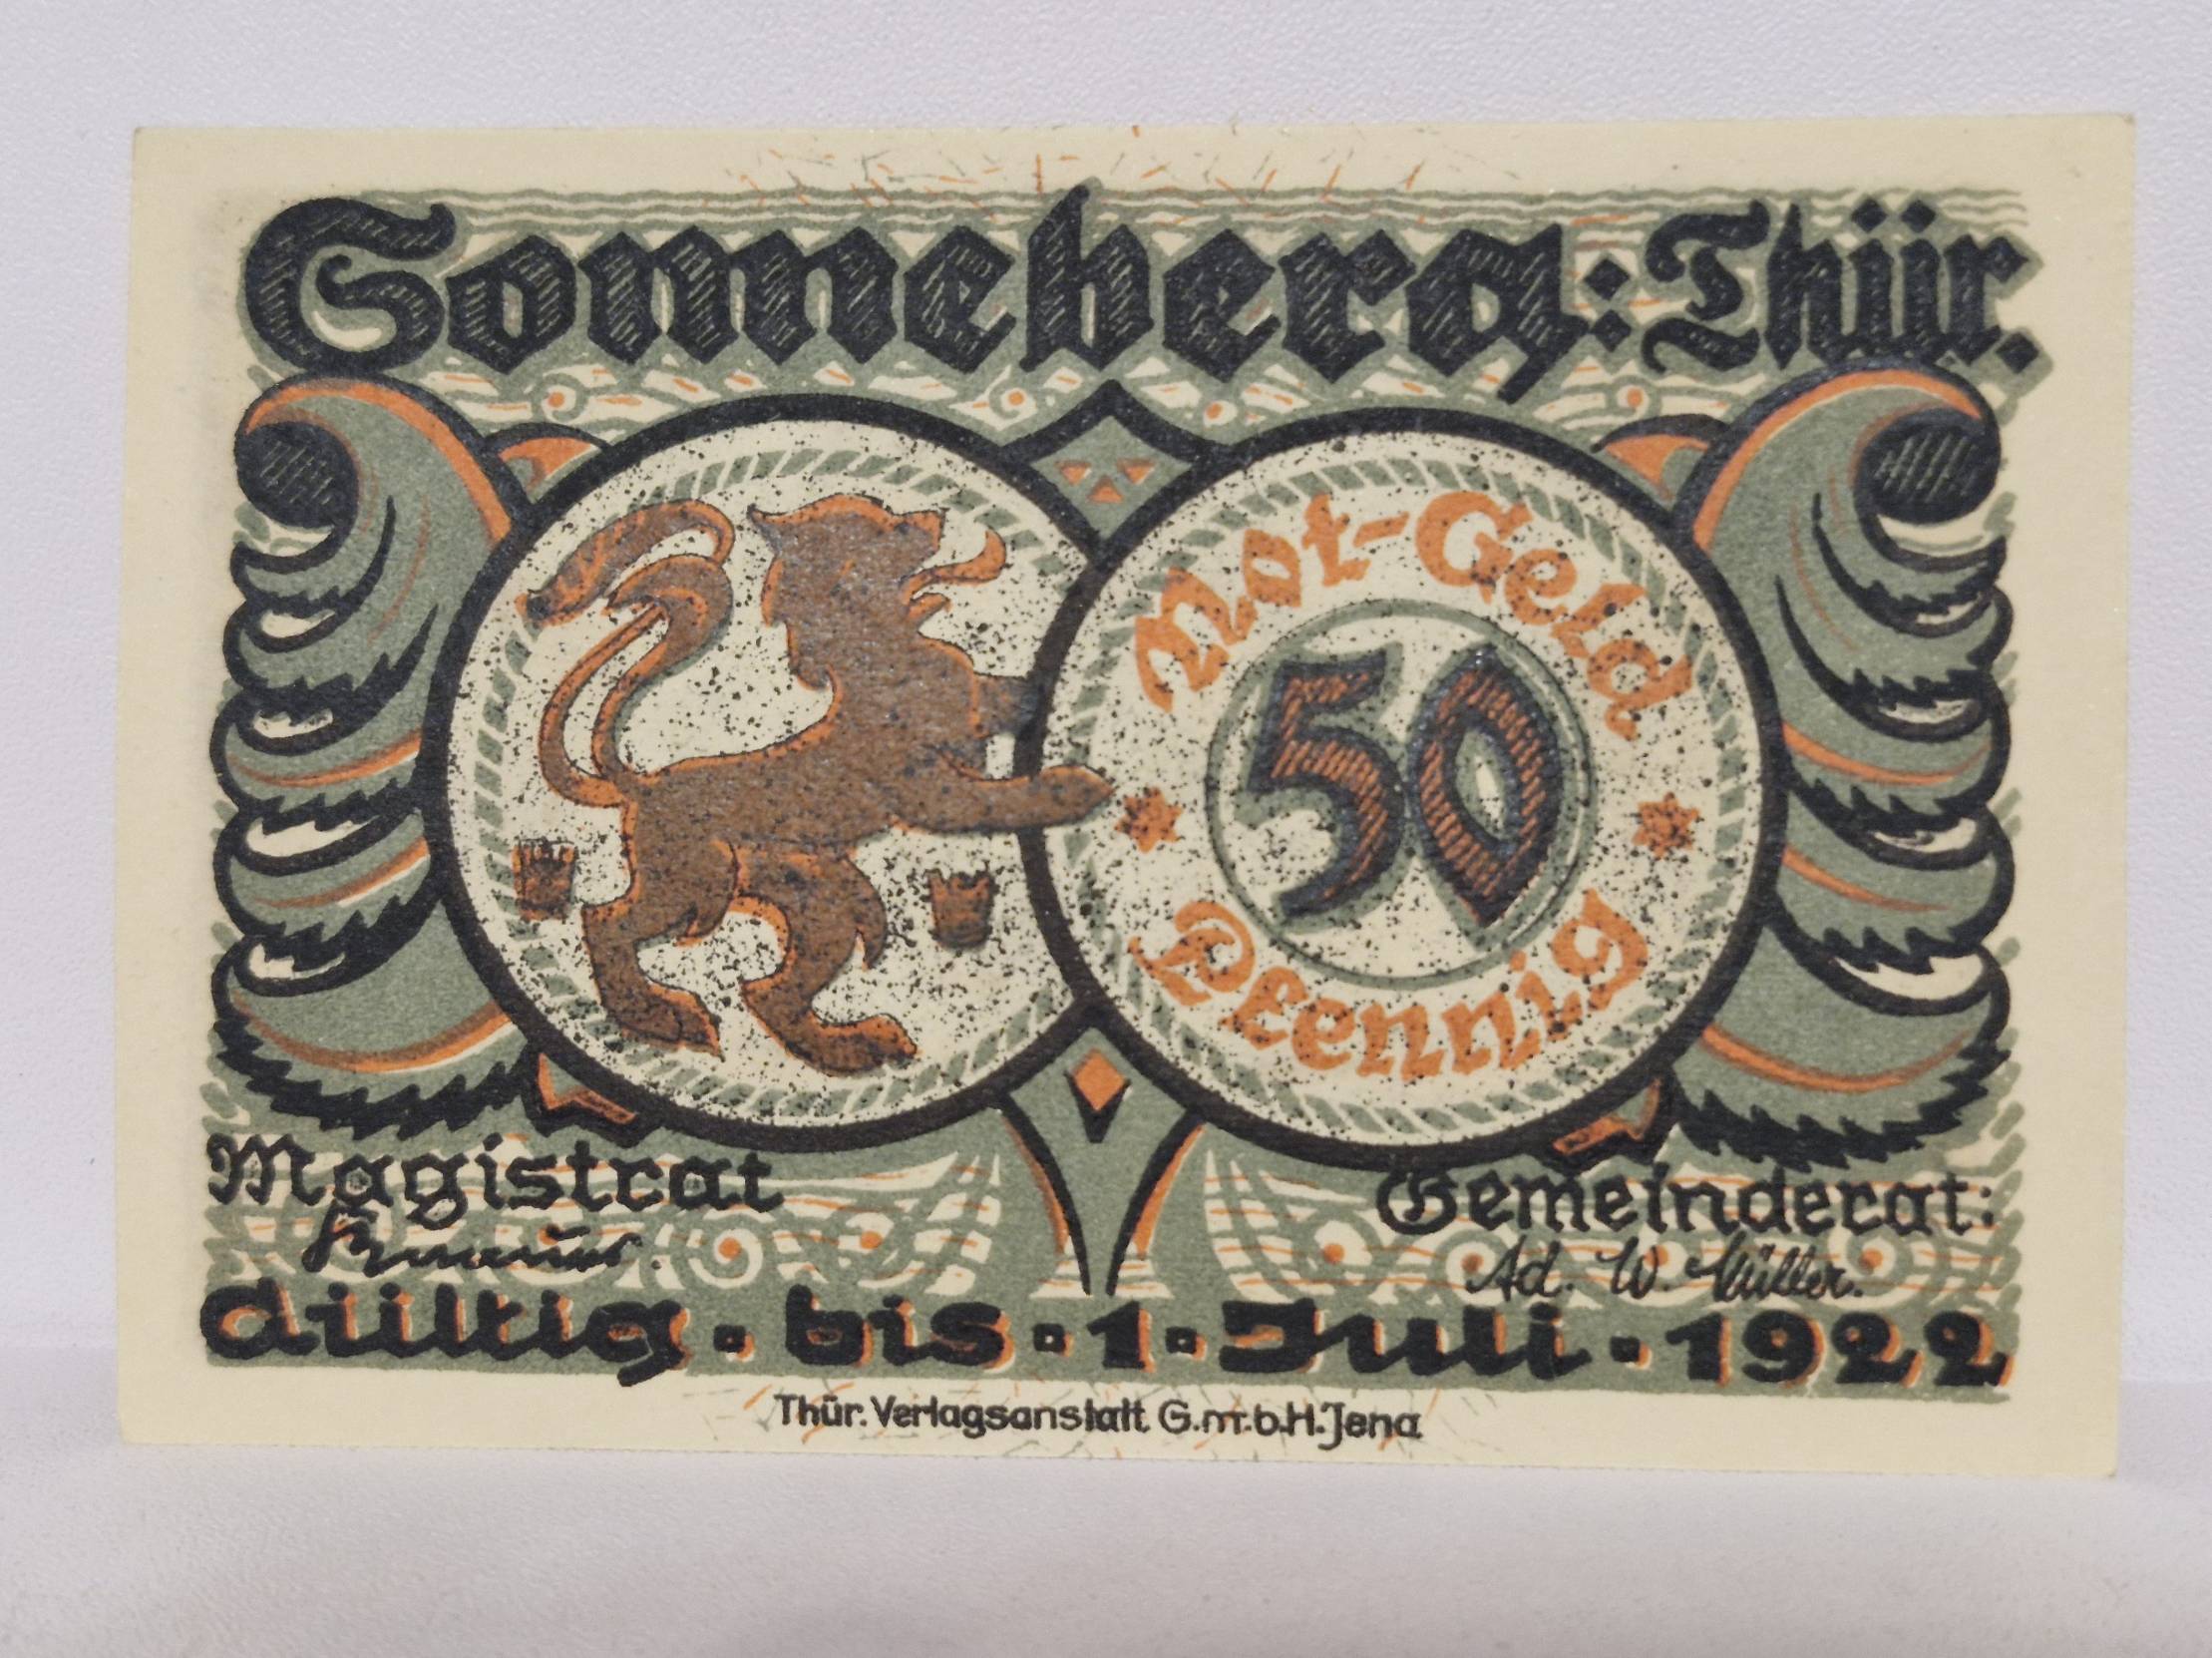 Sonneberg: Thür.
Not-Geld
50
Pfennig
Magistrat
Gemeinderat:
Ad. W. Müller.
Gültig. bis. 1. Juli. 1922
Thür. Verlagsanstalt G.m.b.H. Jena